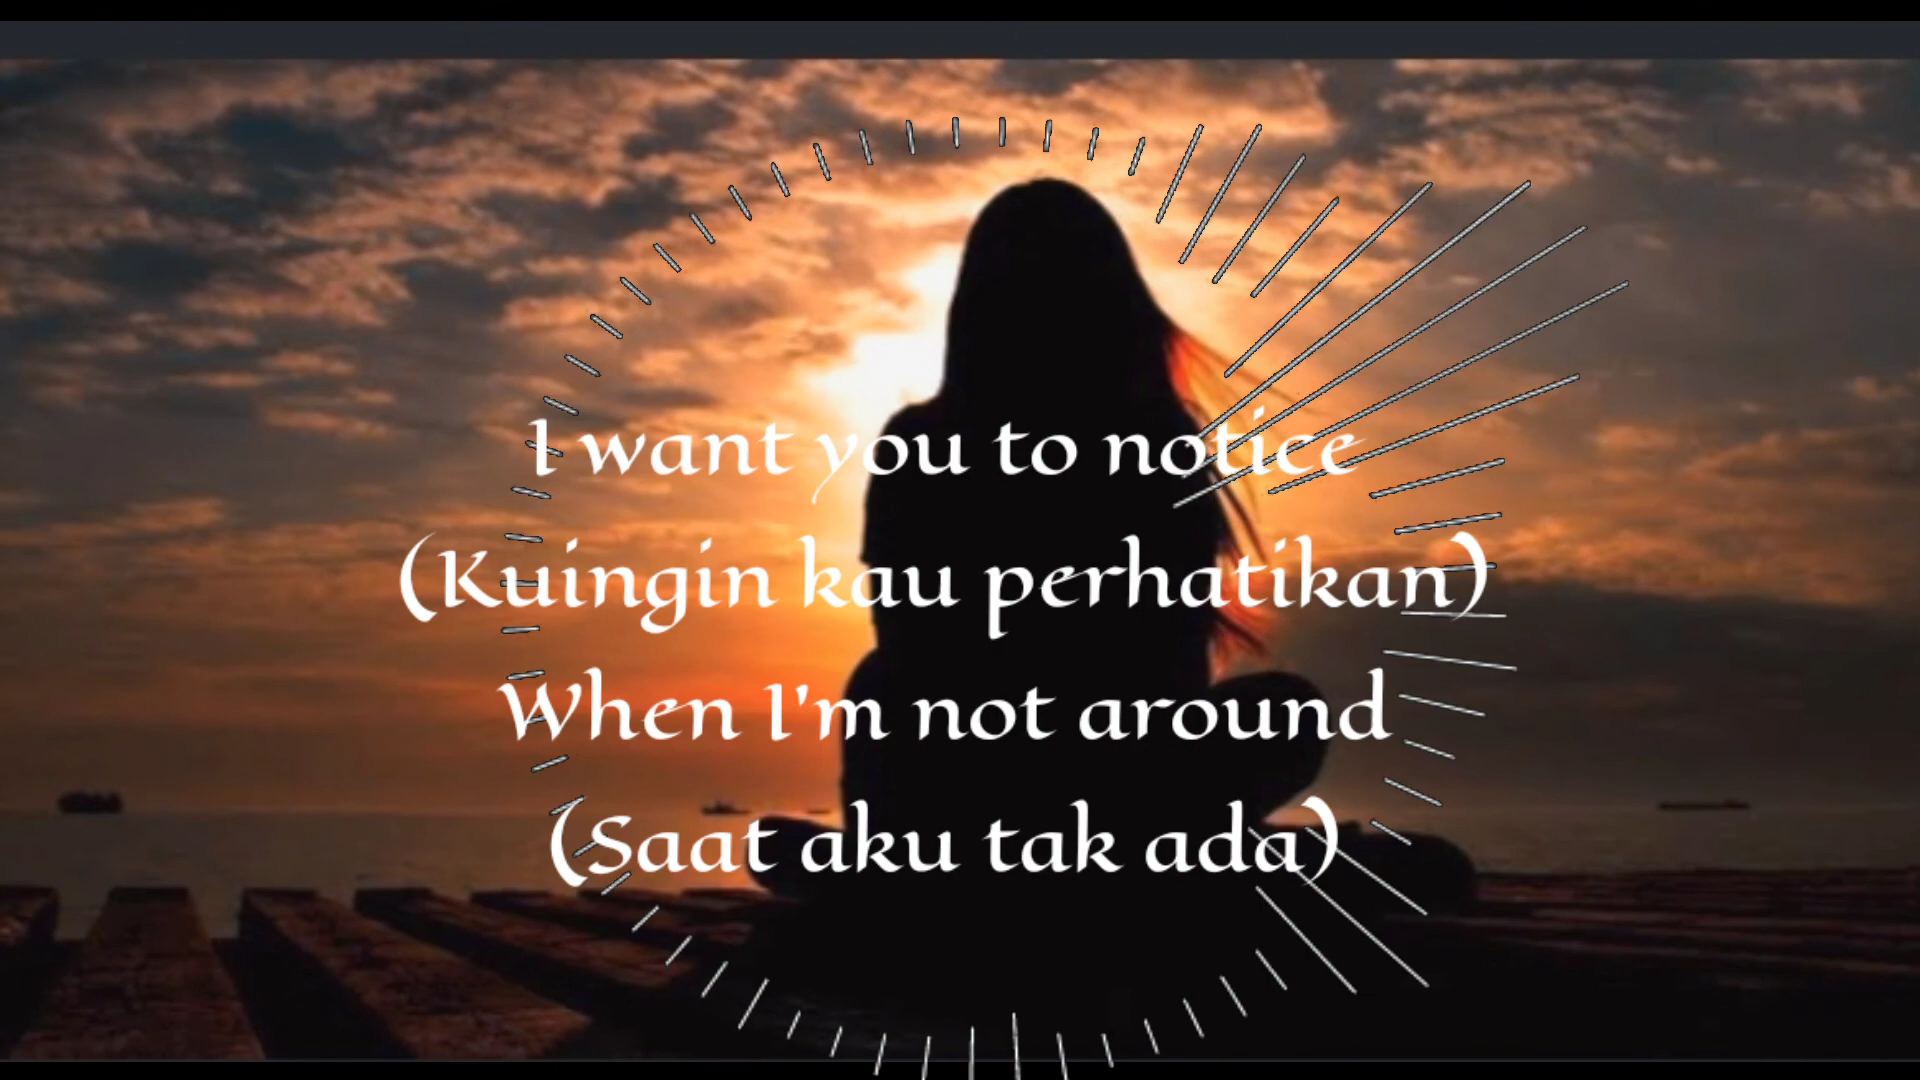 I want you to notice
(Kuingin kau perhatikan)
When I'm not around
(Saat aku tak ada)